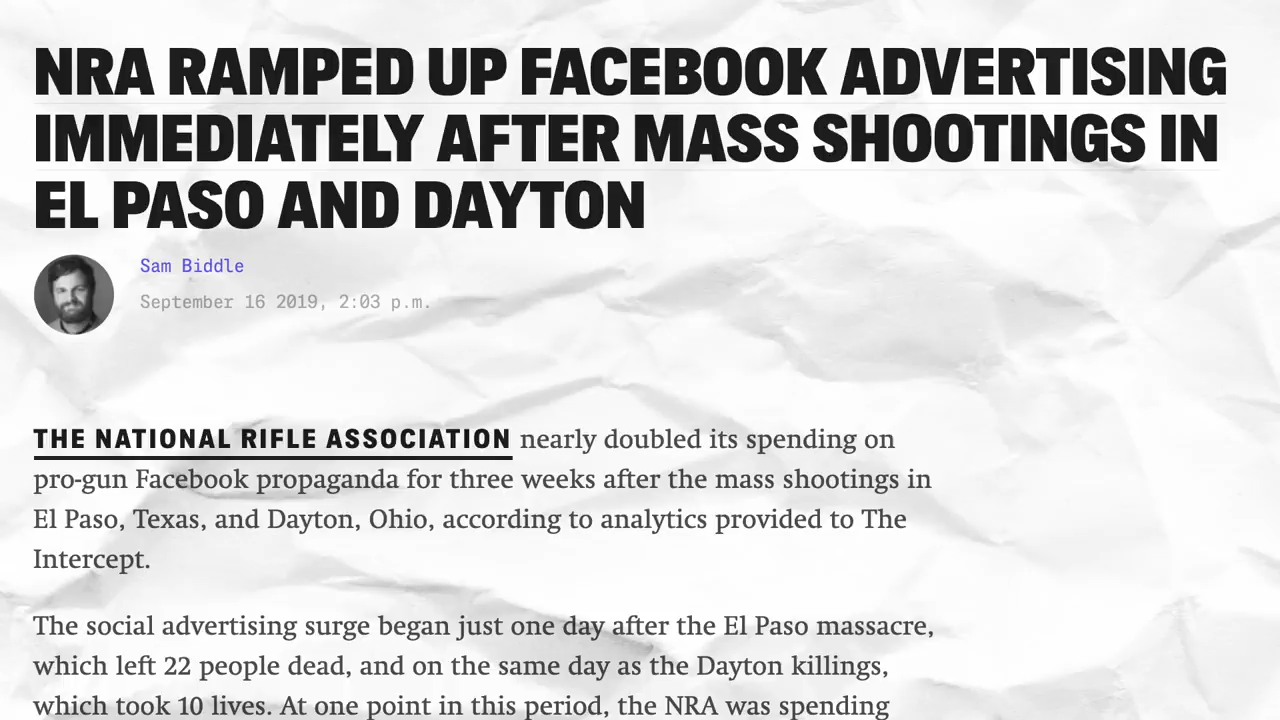 NRA RAMPED UP FACEBOOK ADVERTISING
IMMEDIATELY AFTER MASS SHOOTINGS IN
EL PASO AND DAYTON
Sam Biddle
September 16 2019, 2:03 p.m.
THE NATIONAL RIFLE ASSOCIATION nearly doubled its spending on
pro-gun Facebook propaganda for three weeks after the mass shootings in
El Paso, Texas, and Dayton, Ohio, according to analytics provided to The
Intercept.
The social advertising surge began just one day after the El Paso massacre,
which left 22 people dead, and on the same day as the Dayton killings,
which took 10 lives. At one point in this period, the NRA was spending